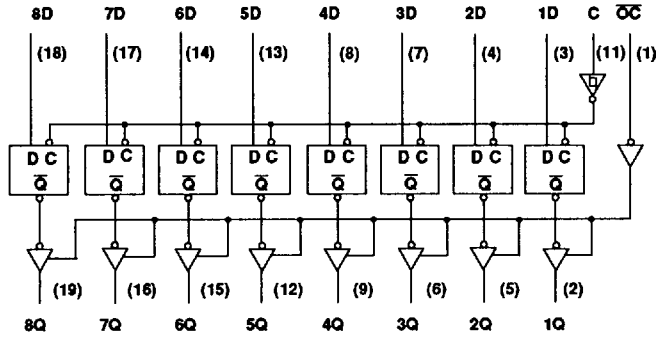 8D 7D 6D 5D 4D 3D 2D 1D C O̅C̅
(18) (17) (14) (13) (8) (7) (4) (3) (11) (1)
D C D C D C D C D C D C D C D C
Q̅ Q̅ Q̅ Q̅ Q̅ Q̅ Q̅ Q̅
(19) (16) (15) (12) (9) (6) (5) (2)
8Q 7Q 6Q 5Q 4Q 3Q 2Q 1Q